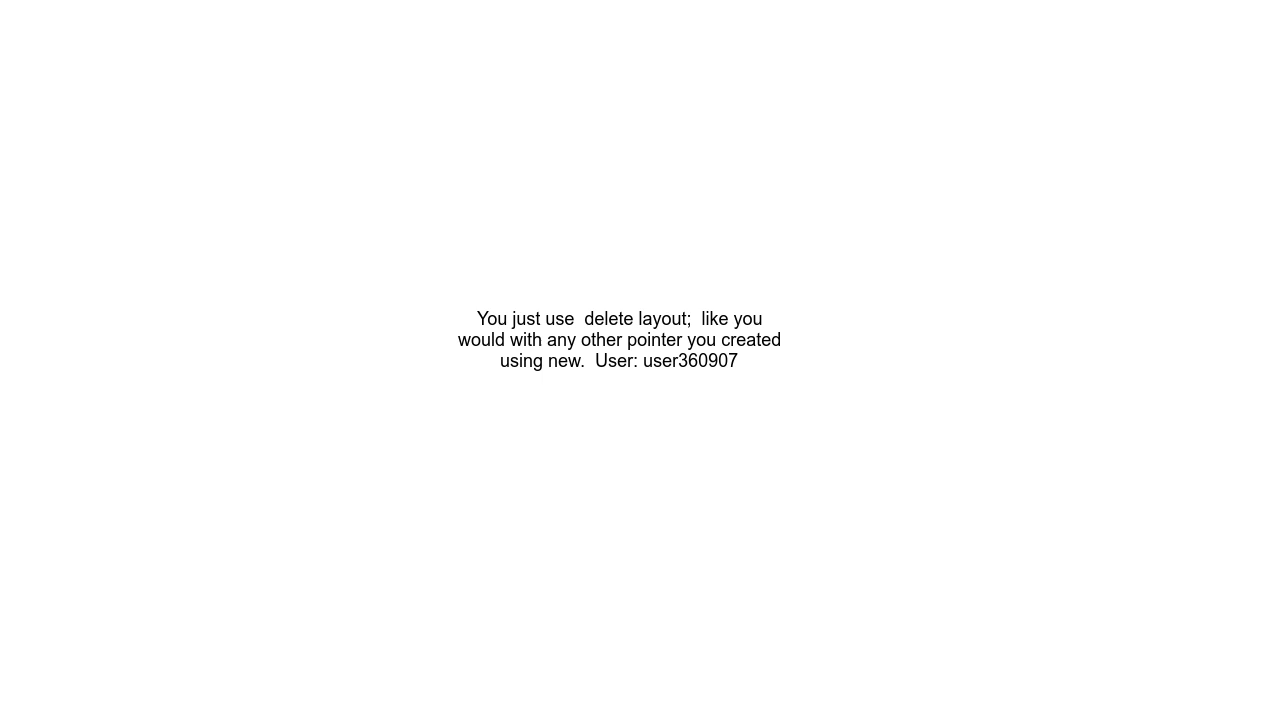 You just use  delete layout;  like you
would with any other pointer you created
using new.  User: user360907